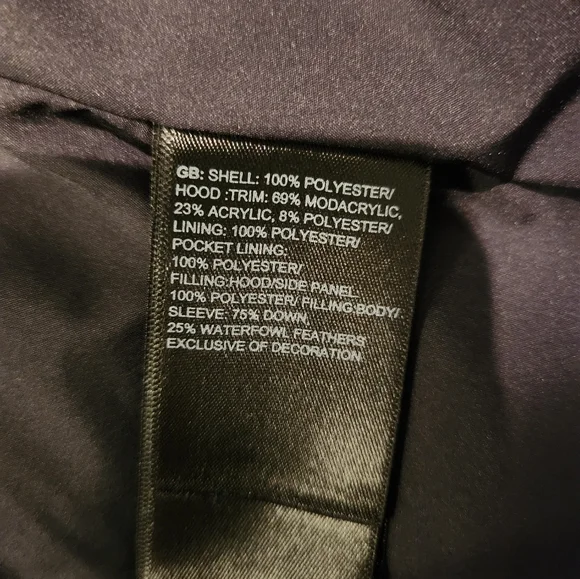 GB: SHELL: 100% POLYESTER/
HOOD :TRIM: 69% MODACRYLIC,
23% ACRYLIC, 8% POLYESTER/
LINING: 100% POLYESTER/
POCKET LINING:
100% POLYESTER/
FILLING:HOOD/SIDE PANEL:
100% POLYESTER/ FILLING:BODY/
SLEEVE: 75% DOWN,
25% WATERFOWL FEATHERS
EXCLUSIVE OF DECORATION